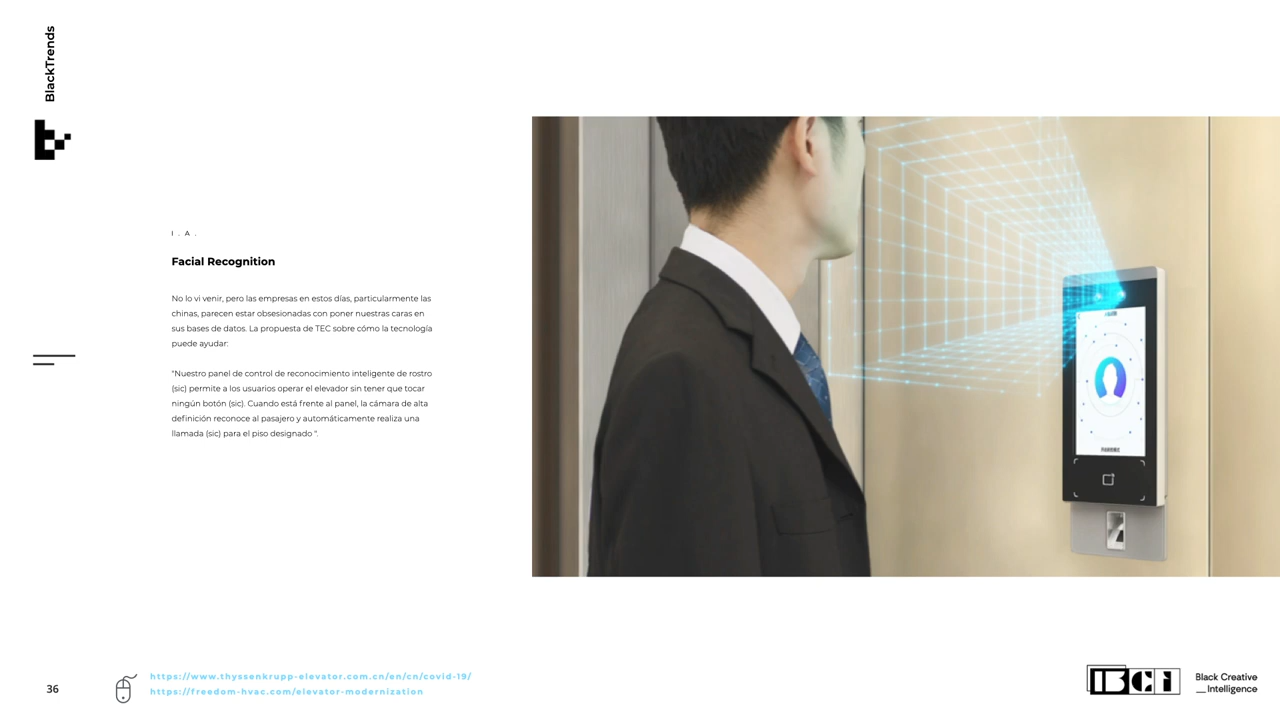 BlackTrends
I . A .
Facial Recognition
No lo vi venir, pero las empresas en estos días, particularmente las
chinas, parecen estar obsesionadas con poner nuestras caras en
sus bases de datos. La propuesta de TEC sobre cómo la tecnología
puede ayudar:
"Nuestro panel de control de reconocimiento inteligente de rostro
(sic) permite a los usuarios operar el elevador sin tener que tocar
ningún botón (sic). Cuando está frente al panel, la cámara de alta
definición reconoce al pasajero y automáticamente realiza una
llamada (sic) para el piso designado ".
36
https://www.thyssenkrupp-elevator.com.cn/en/cn/covid-19/
https://freedom-hvac.com/elevator-modernization
BCi
Black Creative
__Intelligence